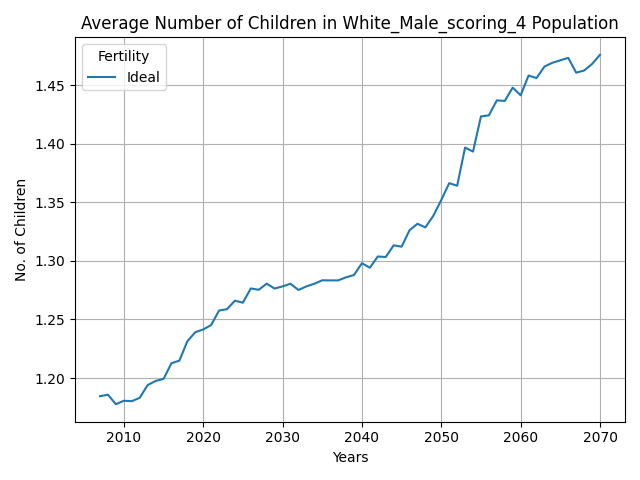 Average Number of Children in White_Male_scoring_4 Population
Fertility
Ideal
No. of Children
1.45
1.40
1.35
1.30
1.25
1.20
2010 2020 2030 2040 2050 2060 2070
Years